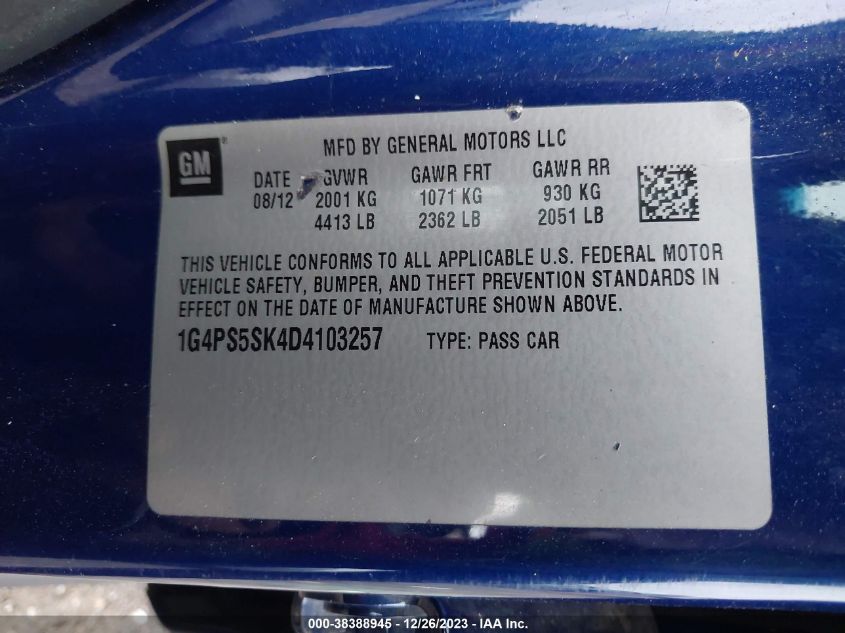 GM
MFD BY GENERAL MOTORS LLC
DATE GVWR GAWR FRT GAWR RR
08/12 2001 KG 1071 KG 930 KG
4413 LB 2362 LB 2051 LB
THIS VEHICLE CONFORMS TO ALL APPLICABLE U.S. FEDERAL MOTOR
VEHICLE SAFETY, BUMPER, AND THEFT PREVENTION STANDARDS IN
EFFECT ON THE DATE OF MANUFACTURE SHOWN ABOVE.
1G4PS5SK4D4103257 TYPE: PASS CAR
000-38388945 - 12/26/2023 - IAA Inc.